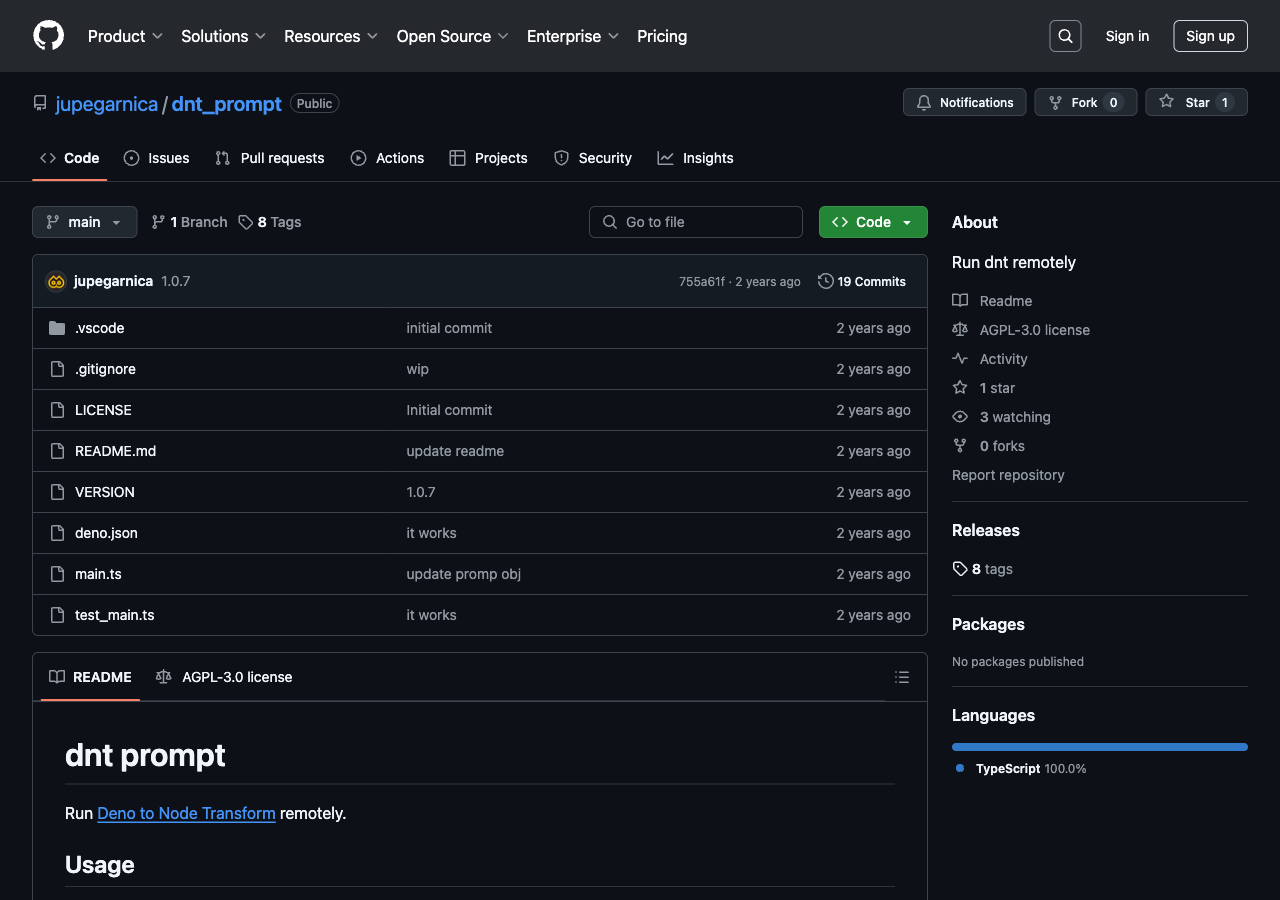 Product Solutions Resources Open Source Enterprise Pricing Sign in Sign up
jupegarnica / dnt_prompt Public Notifications Fork 0 Star 1
Code Issues Pull requests Actions Projects Security Insights
main 1 Branch 8 Tags Go to file Code
jupegarnica 1.0.7 755a61f · 2 years ago 19 Commits
.vscode initial commit 2 years ago
.gitignore wip 2 years ago
LICENSE Initial commit 2 years ago
README.md update readme 2 years ago
VERSION 1.0.7 2 years ago
deno.json it works 2 years ago
main.ts update promp obj 2 years ago
test_main.ts it works 2 years ago
README AGPL-3.0 license
dnt prompt
Run Deno to Node Transform remotely.
Usage
About
Run dnt remotely
Readme
AGPL-3.0 license
Activity
1 star
3 watching
0 forks
Report repository
Releases
8 tags
Packages
No packages published
Languages
TypeScript 100.0%